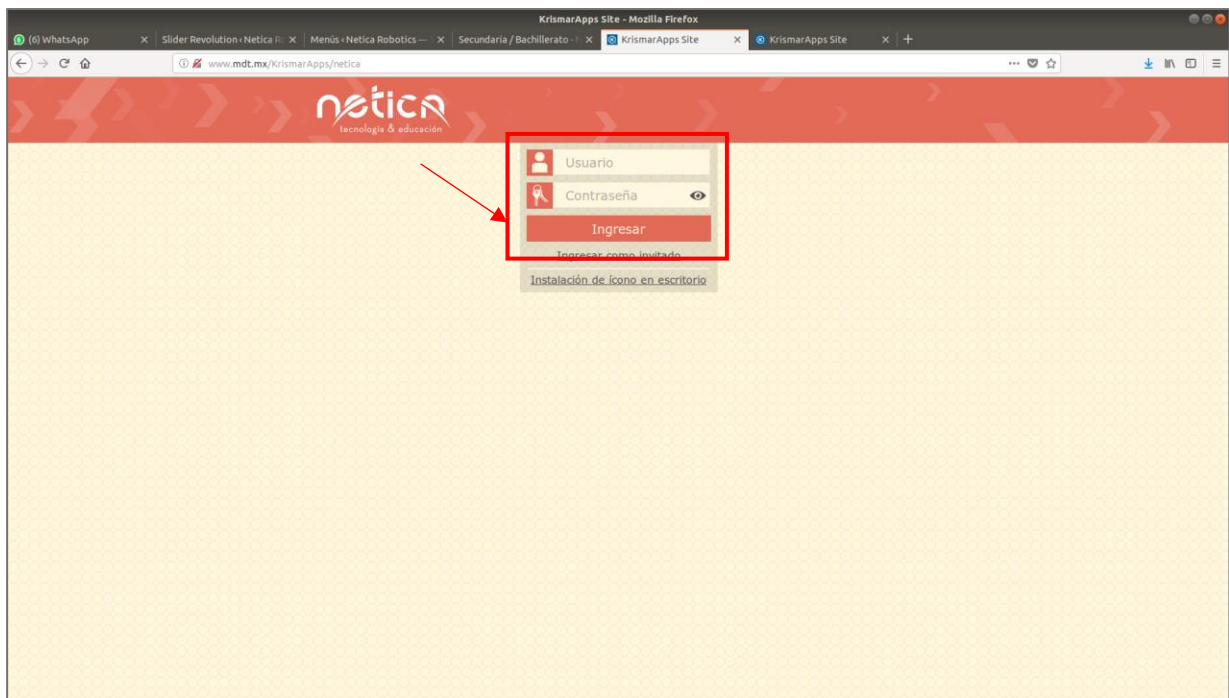 KrismarApps Site - Mozilla Firefox
(6) WhatsApp
Slider Revolution ‹ Netica Ro
Menús ‹ Netica Robotics —
Secundaria / Bachillerato -
KrismarApps Site
KrismarApps Site
www.mdt.mx/KrismarApps/netica
netica
tecnología & educación
Usuario
Contraseña
Ingresar
Ingresar como invitado
Instalación de ícono en escritorio